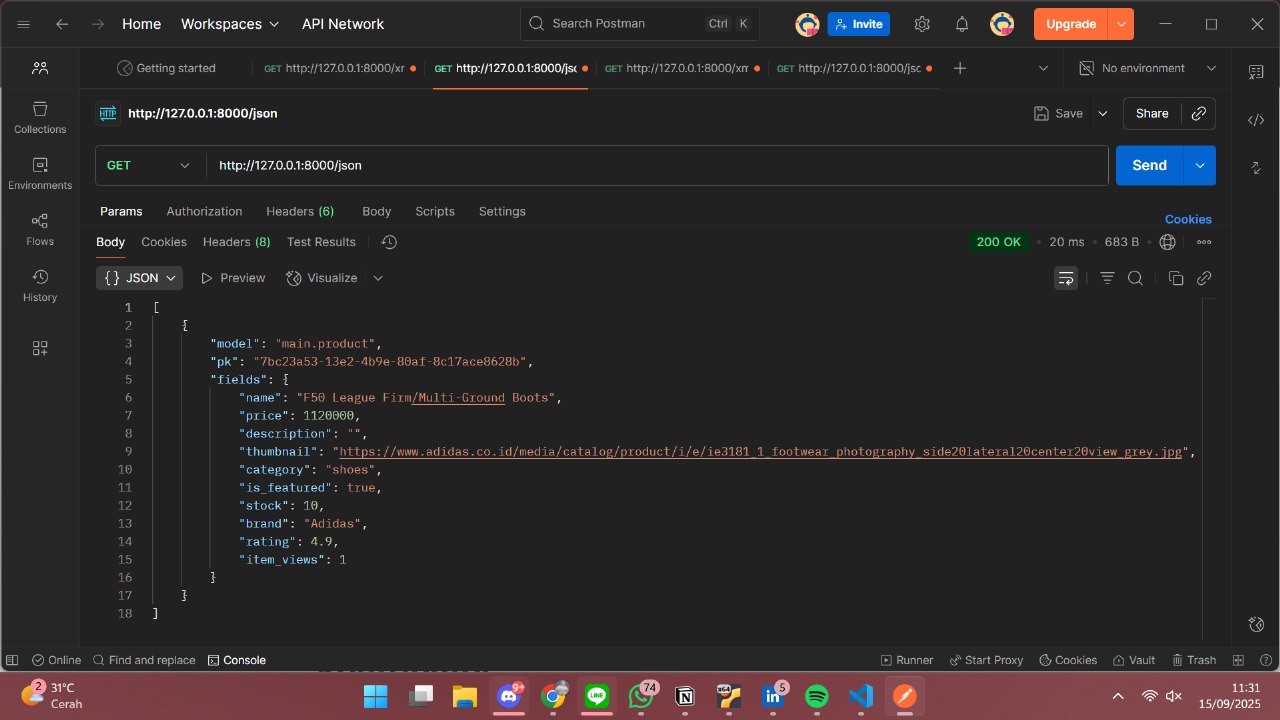 Home Workspaces API Network Search Postman Ctrl K Invite Upgrade
Getting started GET http://127.0.0.1:8000/xr GET http://127.0.0.1:8000/jsc GET http://127.0.0.1:8000/xm GET http://127.0.0.1:8000/jsc No environment
HTTP http://127.0.0.1:8000/json Save Share
Collections
Environments
Flows
History
GET http://127.0.0.1:8000/json Send
Params Authorization Headers (6) Body Scripts Settings Cookies
Body Cookies Headers (8) Test Results 200 OK • 20 ms • 683 B
{} JSON Preview Visualize
1 [
2 {
3 "model": "main.product",
4 "pk": "7bc23a53-13e2-4b9e-80af-8c17ace8628b",
5 "fields": {
6 "name": "F50 League Firm/Multi-Ground Boots",
7 "price": 1120000,
8 "description": "",
9 "thumbnail": "https://www.adidas.co.id/media/catalog/product/i/e/ie3181_1_footwear_photography_side20lateral20center20view_grey.jpg",
10 "category": "shoes",
11 "is_featured": true,
12 "stock": 10,
13 "brand": "Adidas",
14 "rating": 4.9,
15 "item_views": 1
16 }
17 }
18 ]
Online Find and replace Console Runner Start Proxy Cookies Vault Trash
2 31°C
Cerah
9+ 74 x64 5
11:31
15/09/2025